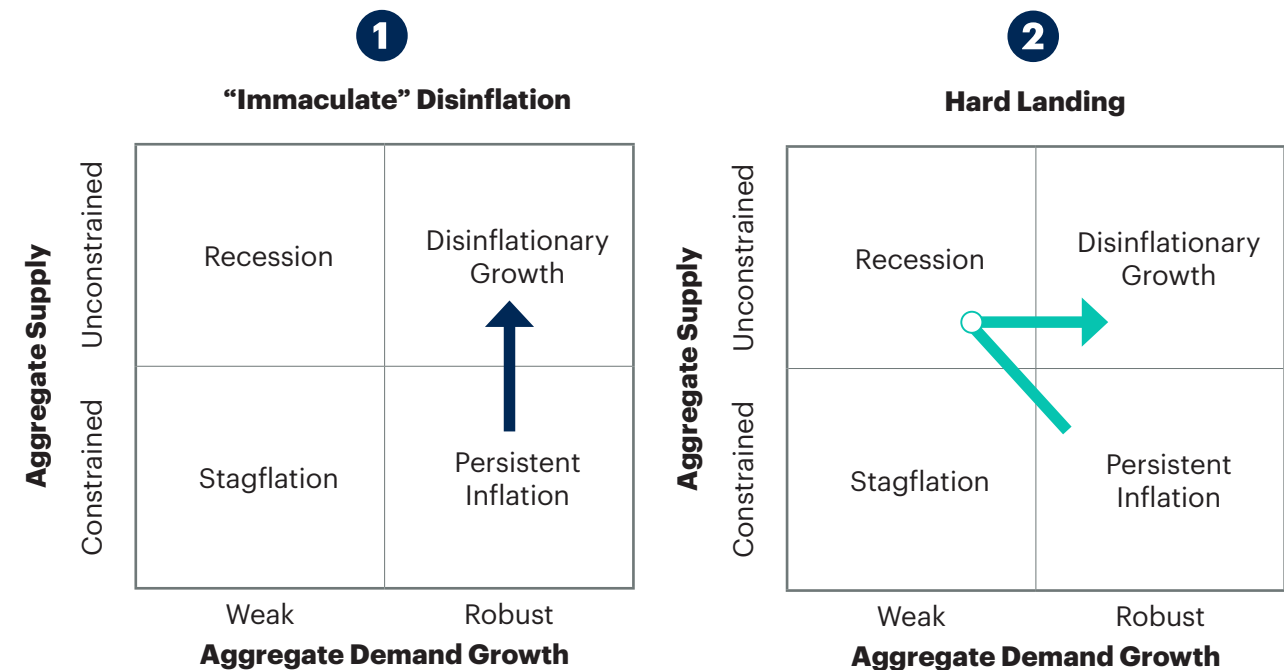 1
“Immaculate” Disinflation
Aggregate Supply
Unconstrained
Constrained
Recession
Disinflationary
Growth
Stagflation
Persistent
Inflation
Weak
Robust
Aggregate Demand Growth
2
Hard Landing
Aggregate Supply
Unconstrained
Constrained
Recession
Disinflationary
Growth
Stagflation
Persistent
Inflation
Weak
Robust
Aggregate Demand Growth